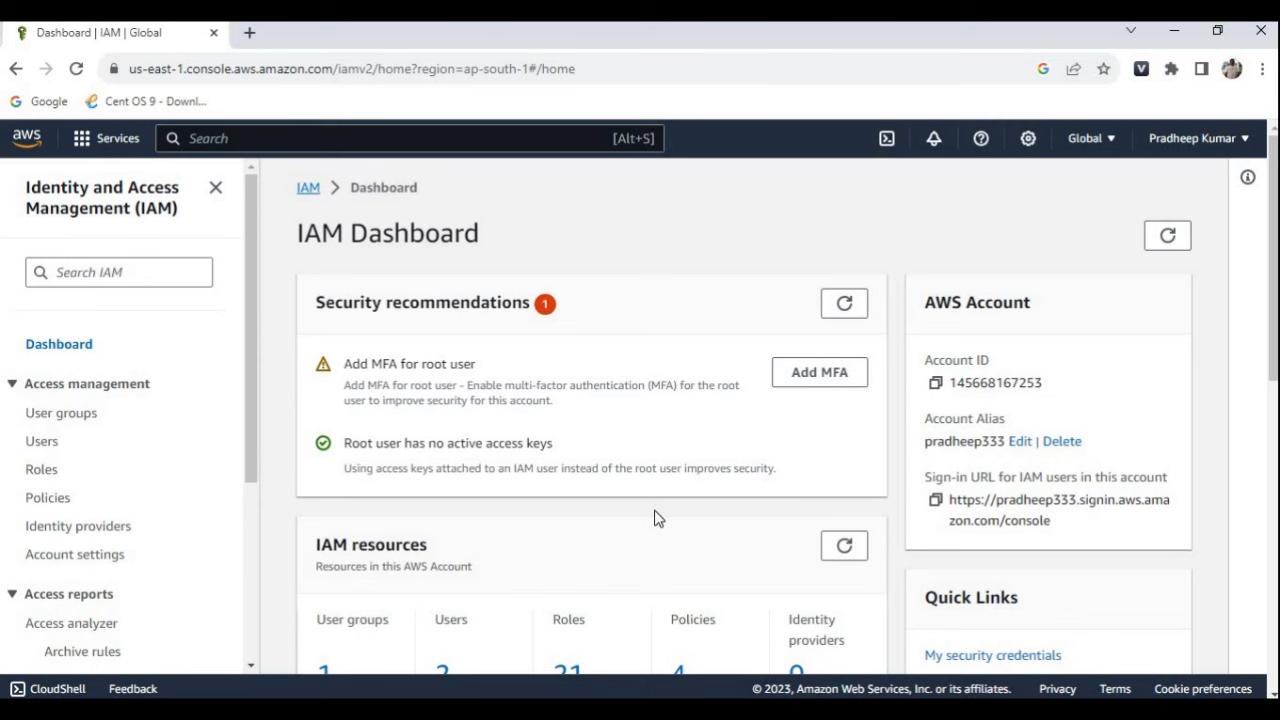 Dashboard | IAM | Global
us-east-1.console.aws.amazon.com/iamv2/home?region=ap-south-1#/home
Google
Cent OS 9 - Downl...
aws
Services
Search
[Alt+S]
Global
Pradheep Kumar
Identity and Access
Management (IAM)
Search IAM
Dashboard
Access management
User groups
Users
Roles
Policies
Identity providers
Account settings
Access reports
Access analyzer
Archive rules
IAM > Dashboard
IAM Dashboard
Security recommendations 1
Add MFA for root user
Add MFA for root user - Enable multi-factor authentication (MFA) for the root
user to improve security for this account.
Add MFA
Root user has no active access keys
Using access keys attached to an IAM user instead of the root user improves security.
IAM resources
Resources in this AWS Account
User groups
Users
Roles
Policies
Identity
providers
1
2
21
4
0
AWS Account
Account ID
145668167253
Account Alias
pradheep333 Edit | Delete
Sign-in URL for IAM users in this account
https://pradheep333.signin.aws.ama
zon.com/console
Quick Links
My security credentials
CloudShell
Feedback
© 2023, Amazon Web Services, Inc. or its affiliates.
Privacy
Terms
Cookie preferences